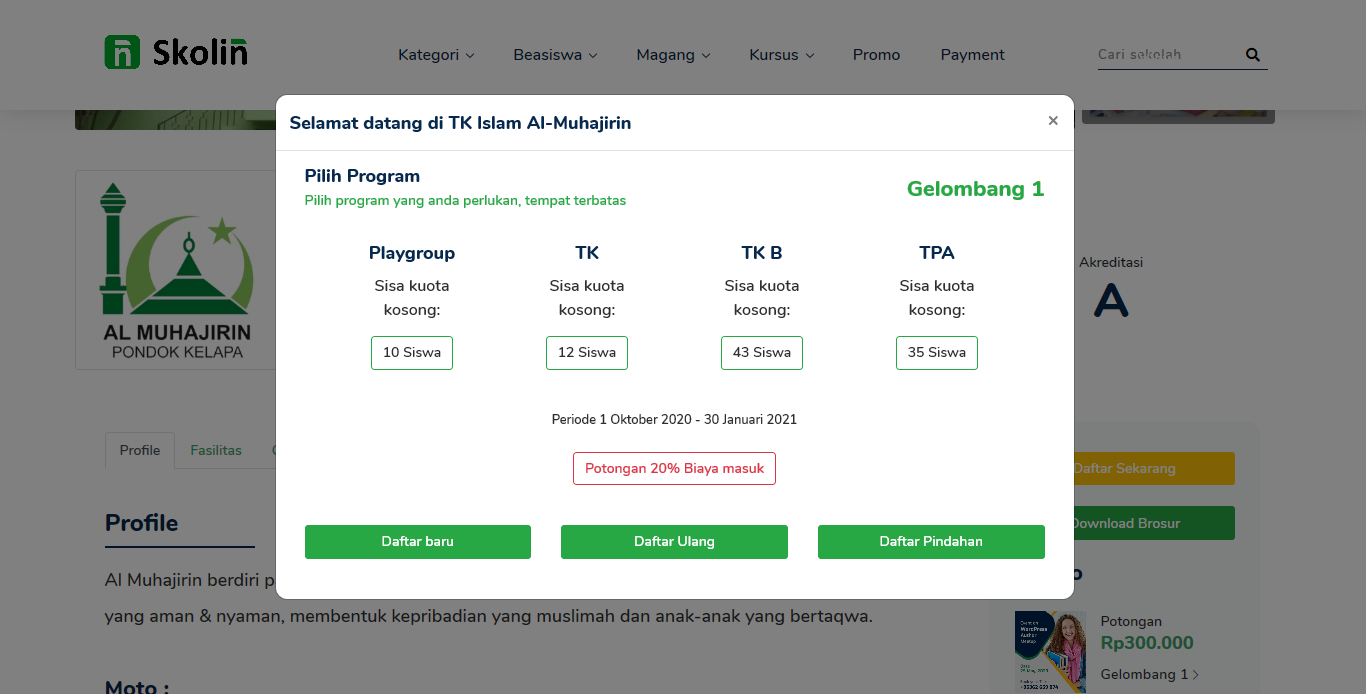 Skolin
Kategori
Beasiswa
Magang
Kursus
Promo
Payment
Cari sekolah
Selamat datang di TK Islam Al-Muhajirin
×
Pilih Program
Pilih program yang anda perlukan, tempat terbatas
Gelombang 1
Playgroup
Sisa kuota
kosong:
10 Siswa
TK
Sisa kuota
kosong:
12 Siswa
TK B
Sisa kuota
kosong:
43 Siswa
TPA
Sisa kuota
kosong:
35 Siswa
Periode 1 Oktober 2020 - 30 Januari 2021
Potongan 20% Biaya masuk
Daftar baru
Daftar Ulang
Daftar Pindahan
AL MUHAJIRIN
PONDOK KELAPA
Akreditasi
A
Profile
Fasilitas
Profile
Al Muhajirin berdiri
yang aman & nyaman, membentuk kepribadian yang muslimah dan anak-anak yang bertaqwa.
Moto :
Daftar Sekarang
Download Brosur
Potongan
Rp300.000
Gelombang 1